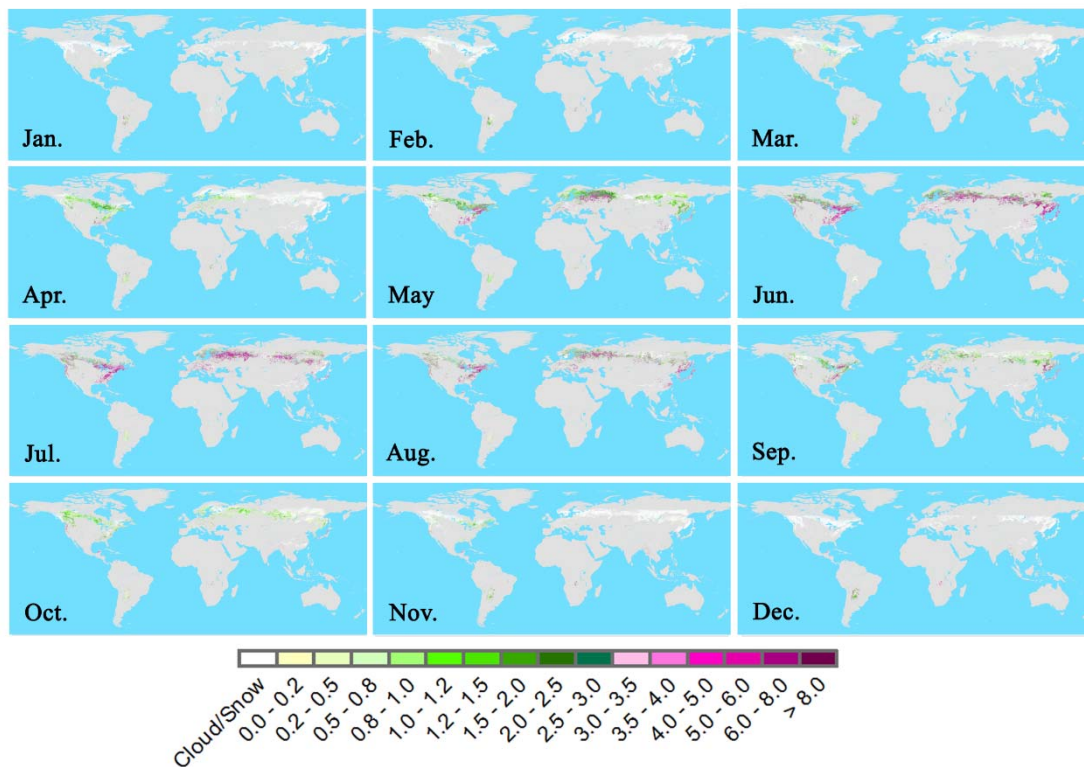 Jan.
Feb.
Mar.
Apr.
May
Jun.
Jul.
Aug.
Sep.
Oct.
Nov.
Dec.
Cloud/Snow
0.0 - 0.2
0.2 - 0.5
0.5 - 0.8
0.8 - 1.0
1.0 - 1.2
1.2 - 1.5
1.5 - 2.0
2.0 - 2.5
2.5 - 3.0
3.0 - 3.5
3.5 - 4.0
4.0 - 5.0
5.0 - 6.0
6.0 - 8.0
> 8.0